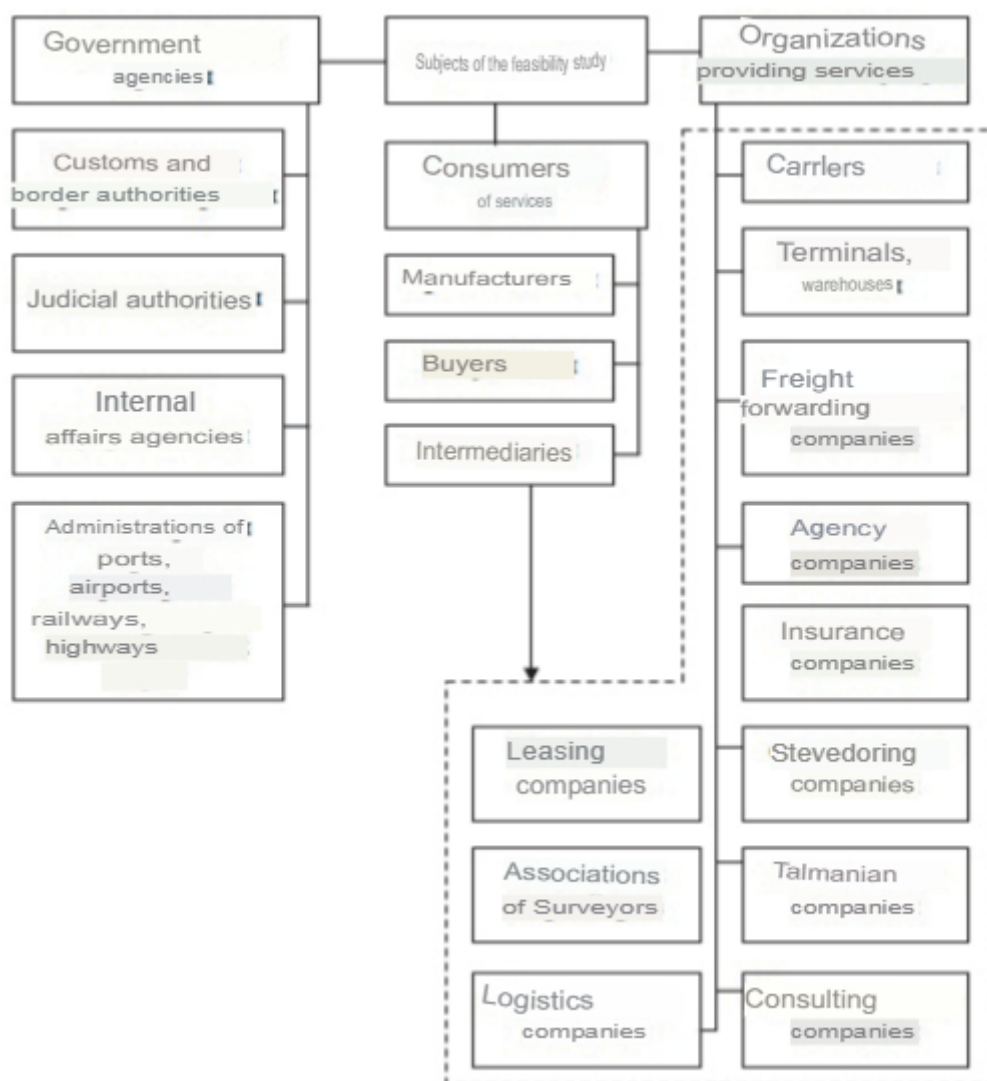 Government
agencies
Subjects of the feasibility study
Organizations
providing services
Customs and
border authorities
Judicial authorities
Internal
affairs agencies
Administrations of
ports,
airports,
railways,
highways
Consumers
of services
Manufacturers
Buyers
Intermediaries
Carrlers
Terminals,
warehouses
Freight
forwarding
companies
Agency
companies
Insurance
companies
Leasing
companies
Stevedoring
companies
Associations
of Surveyors
Talmanian
companies
Logistics
companies
Consulting
companies